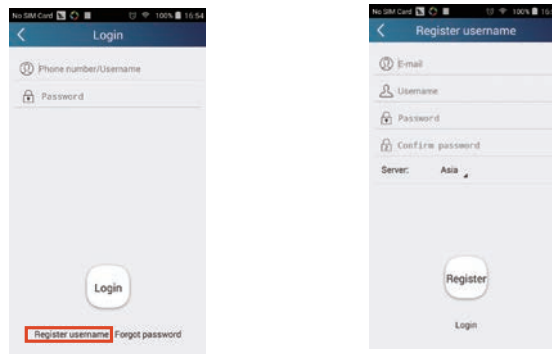 No SIM Card 100% 16:54
Login
Phone number/Username
Password
Login
Register username Forgot password
No SIM Card 100%
Register username
E-mail
Username
Password
Confirm password
Server: Asia
Register
Login